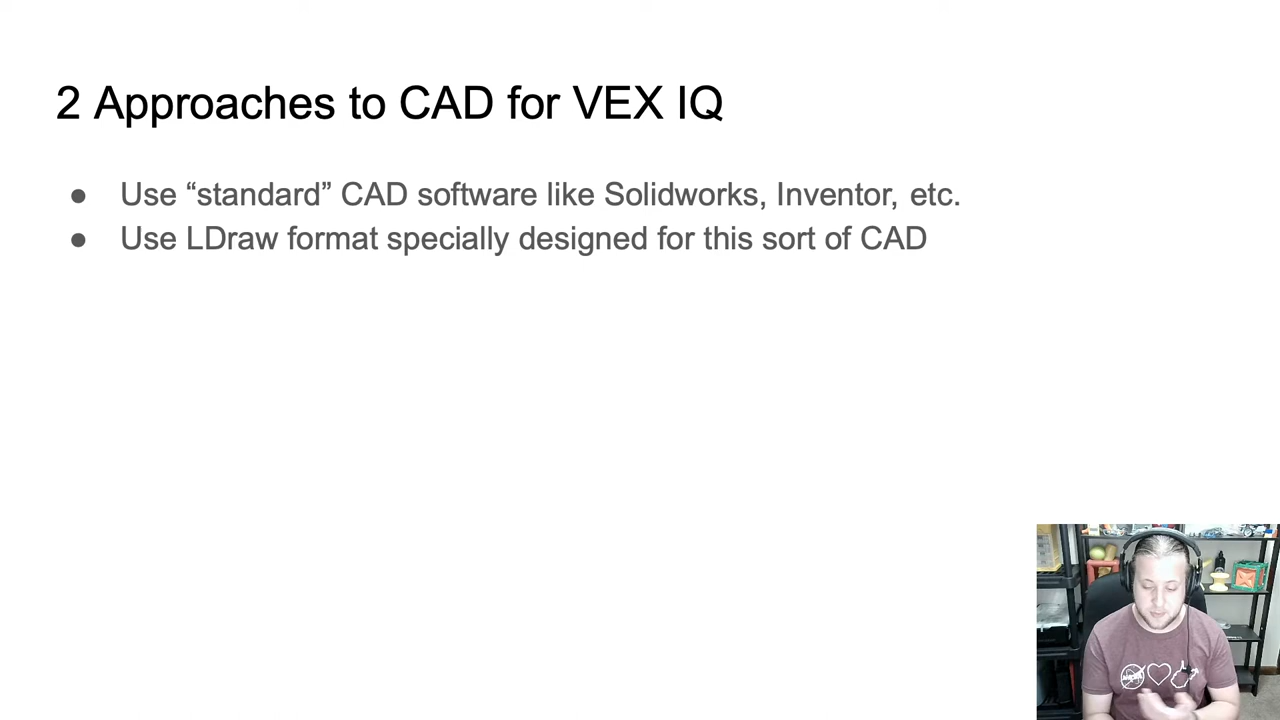 2 Approaches to CAD for VEX IQ
● Use “standard” CAD software like Solidworks, Inventor, etc.
● Use LDraw format specially designed for this sort of CAD